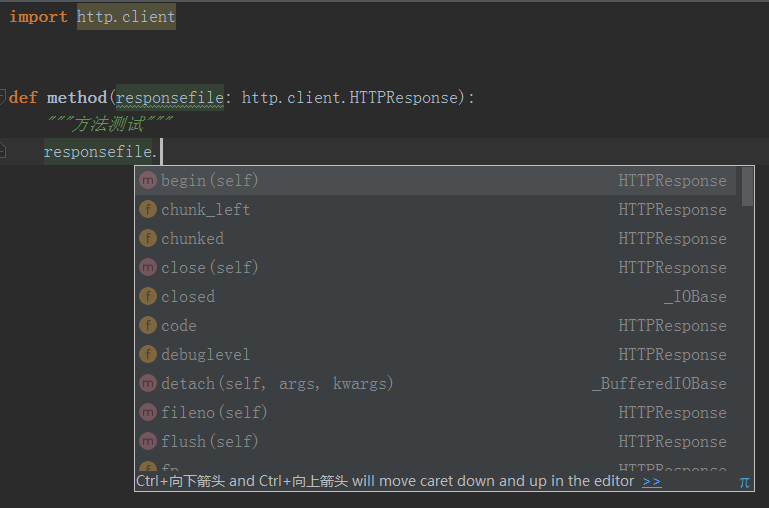 import http.client
def method(responsefile: http.client.HTTPResponse):
"""方法测试"""
responsefile.
m begin(self) HTTPResponse
f chunk_left HTTPResponse
f chunked HTTPResponse
m close(self) HTTPResponse
f closed _IOBase
f code HTTPResponse
f debuglevel HTTPResponse
m detach(self, args, kwargs) _BufferedIOBase
m fileno(self) HTTPResponse
m flush(self) HTTPResponse
f fp HTTPResponse
Ctrl+向下箭头 and Ctrl+向上箭头 will move caret down and up in the editor >> π